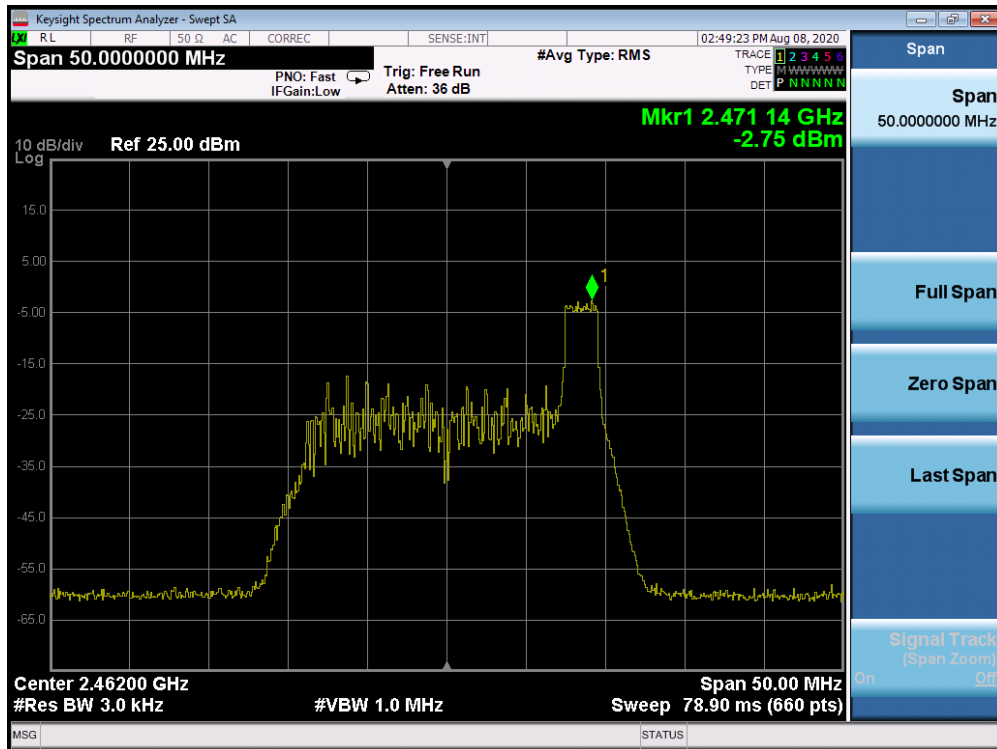 Keysight Spectrum Analyzer - Swept SA
LXI RL RF 50 Ω AC CORREC SENSE:INT 02:49:23 PM Aug 08, 2020
Span 50.0000000 MHz
PNO: Fast
IFGain:Low
Trig: Free Run
Atten: 36 dB
#Avg Type: RMS
TRACE 1 2 3 4 5 6
TYPE M WWWWW
DET P N N N N N
Mkr1 2.471 14 GHz
-2.75 dBm
10 dB/div Ref 25.00 dBm
Log
15.0
5.00
1
-5.00
-15.0
-25.0
-35.0
-45.0
-55.0
-65.0
Center 2.46200 GHz Span 50.00 MHz
#Res BW 3.0 kHz #VBW 1.0 MHz Sweep 78.90 ms (660 pts)
MSG STATUS
Span
Span
50.0000000 MHz
Full Span
Zero Span
Last Span
Signal Track
(Span Zoom)
On Off